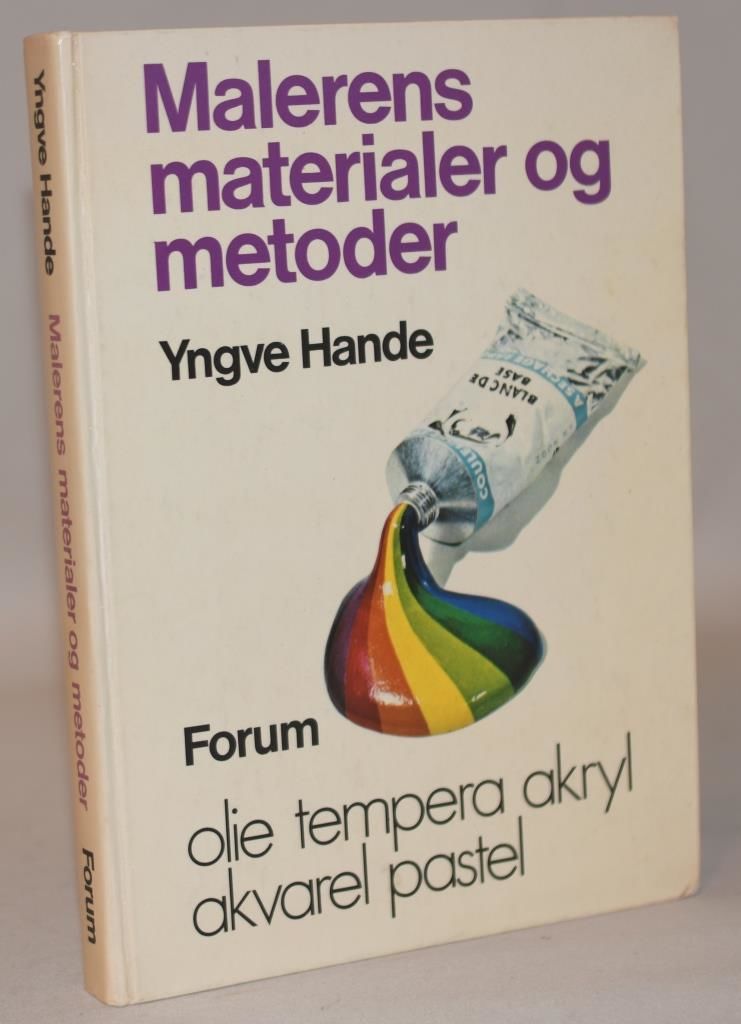 Malerens
materialer og
metoder
Yngve Hande
BLANC DE
BASE
Forum
olie tempera akryl
akvarel pastel
Yngve Hande Malerens materialer og metoder Forum